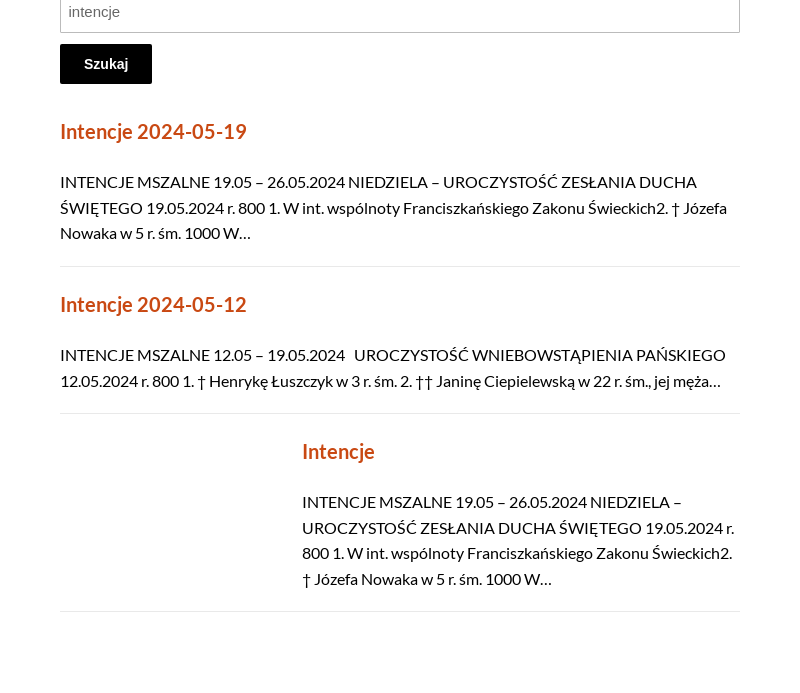 intencje
Szukaj
Intencje 2024-05-19
INTENCJE MSZALNE 19.05 – 26.05.2024 NIEDZIELA – UROCZYSTOŚĆ ZESŁANIA DUCHA
ŚWIĘTEGO 19.05.2024 r. 800 1. W int. wspólnoty Franciszkańskiego Zakonu Świeckich2. † Józefa
Nowaka w 5 r. śm. 1000 W…
Intencje 2024-05-12
INTENCJE MSZALNE 12.05 – 19.05.2024   UROCZYSTOŚĆ WNIEBOWSTĄPIENIA PAŃSKIEGO
12.05.2024 r. 800 1. † Henrykę Łuszczyk w 3 r. śm. 2. †† Janinę Ciepielewską w 22 r. śm., jej męża…
Intencje
INTENCJE MSZALNE 19.05 – 26.05.2024 NIEDZIELA –
UROCZYSTOŚĆ ZESŁANIA DUCHA ŚWIĘTEGO 19.05.2024 r.
800 1. W int. wspólnoty Franciszkańskiego Zakonu Świeckich2.
† Józefa Nowaka w 5 r. śm. 1000 W…